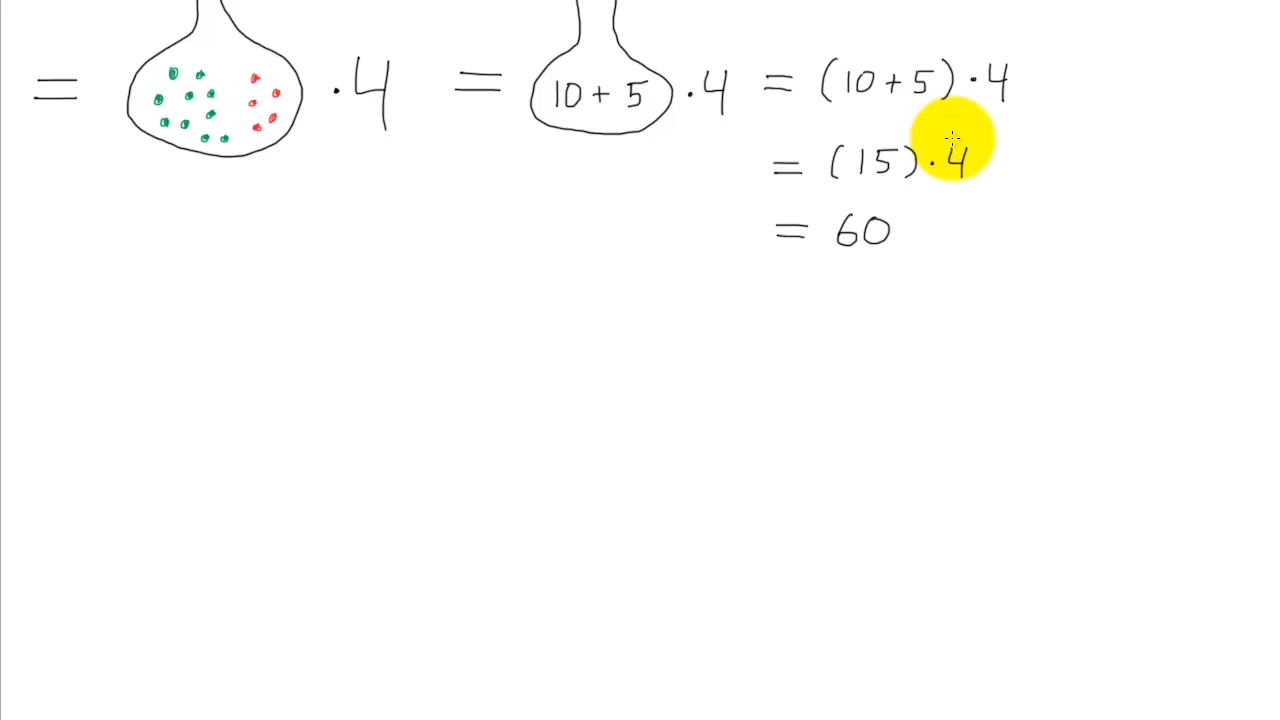 = · 4 = 10 + 5 · 4 = (10 + 5) · 4
= (15) · 4
= 60